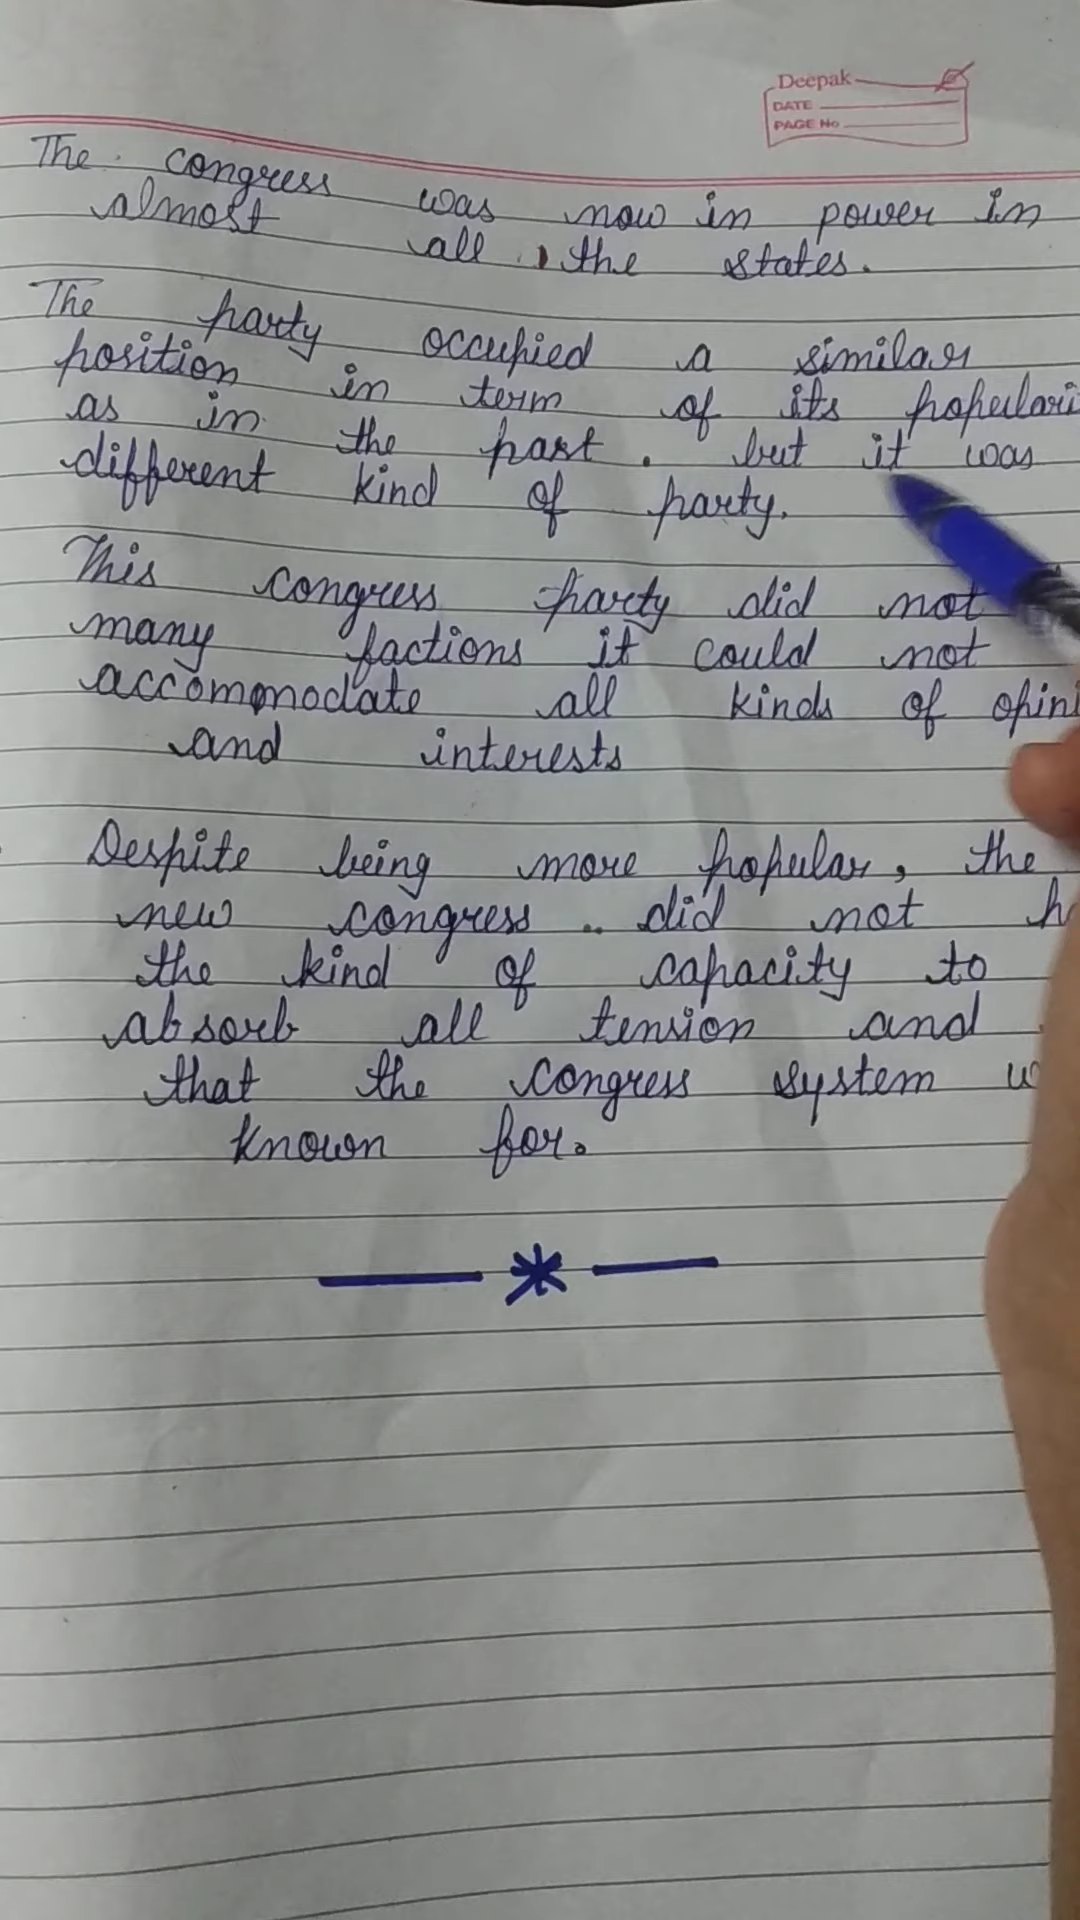 Deepak
DATE
PAGE No
The congress was now in power in
almost all the states.
The party occupied a similar
position in term of its populari
as in the past. but it was
different kind of party.
This congress party did not
many factions it could not
accommodate all kinds of opini
and interests
Despite being more popular, the
new congress .. did not h
the kind of capacity to
absorb all tension and
that the congress system w
known for.